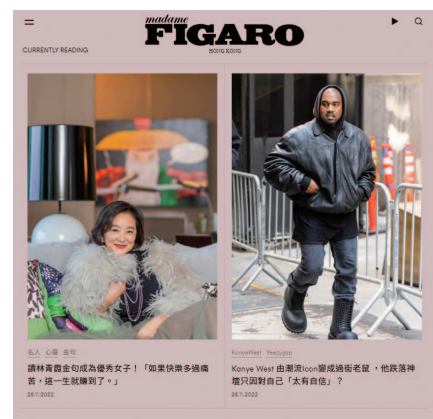 madame
FIGARO
HONG KONG
CURRENTLY READING
名人 心靈 金句
讀林青霞金句成為優秀女子！「如果快樂多過痛
苦，這一生就賺到了。」
28.11.2022
KanyeWest Yeezygap
Kanye West 由潮流Icon變成過街老鼠 ，他跌落神
壇只因對自己「太有自信」？
28.11.2022